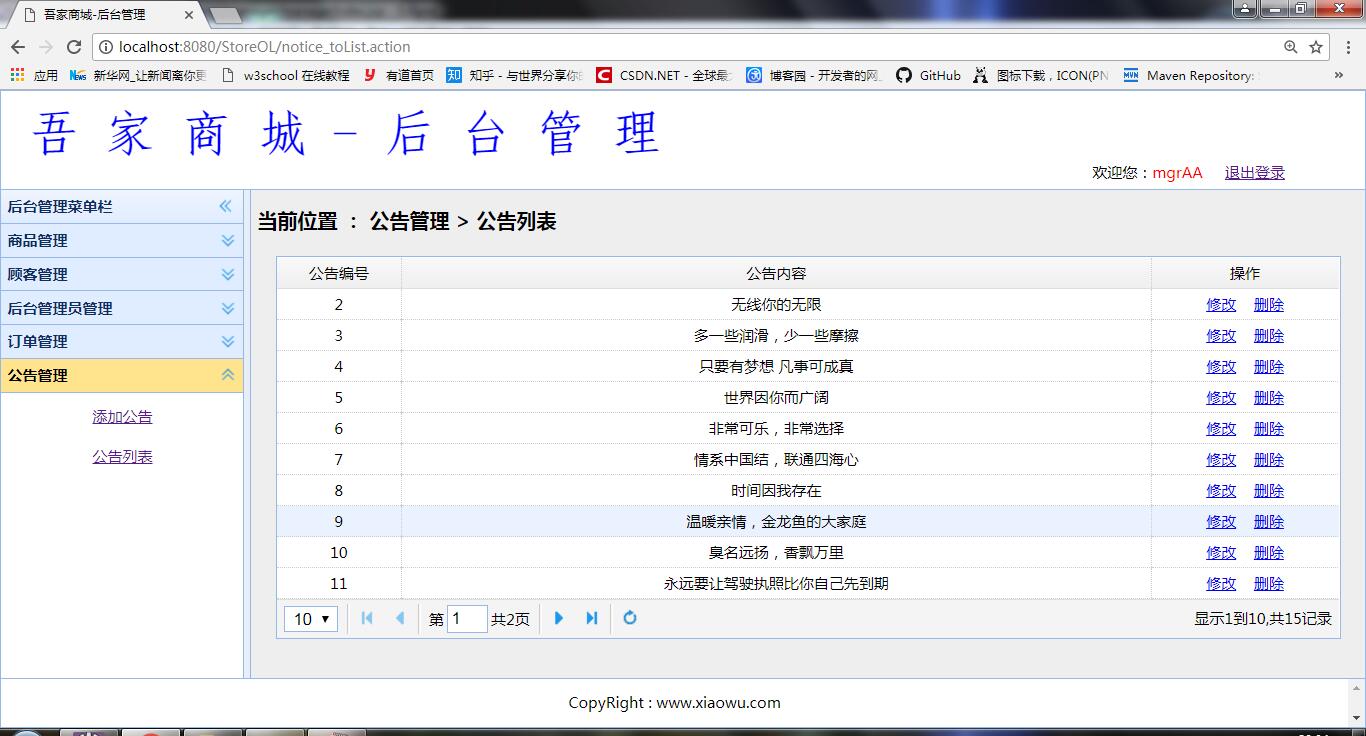 吾家商城-后台管理
localhost:8080/StoreOL/notice_toList.action
应用 新华网_让新闻离你更 w3school 在线教程 有道首页 知乎 - 与世界分享你 CSDN.NET - 全球最 博客园 - 开发者的网 GitHub 图标下载，ICON(PN Maven Repository: »
吾家商城-后台管理
欢迎您：mgrAA 退出登录
后台管理菜单栏
商品管理
顾客管理
后台管理员管理
订单管理
公告管理
添加公告
公告列表
当前位置 ： 公告管理 > 公告列表
公告编号 公告内容 操作
2 无线你的无限 修改 删除
3 多一些润滑，少一些摩擦 修改 删除
4 只要有梦想 凡事可成真 修改 删除
5 世界因你而广阔 修改 删除
6 非常可乐，非常选择 修改 删除
7 情系中国结，联通四海心 修改 删除
8 时间因我存在 修改 删除
9 温暖亲情，金龙鱼的大家庭 修改 删除
10 臭名远扬，香飘万里 修改 删除
11 永远要让驾驶执照比你自己先到期 修改 删除
10 第 1 共2页 显示1到10,共15记录
CopyRight : www.xiaowu.com